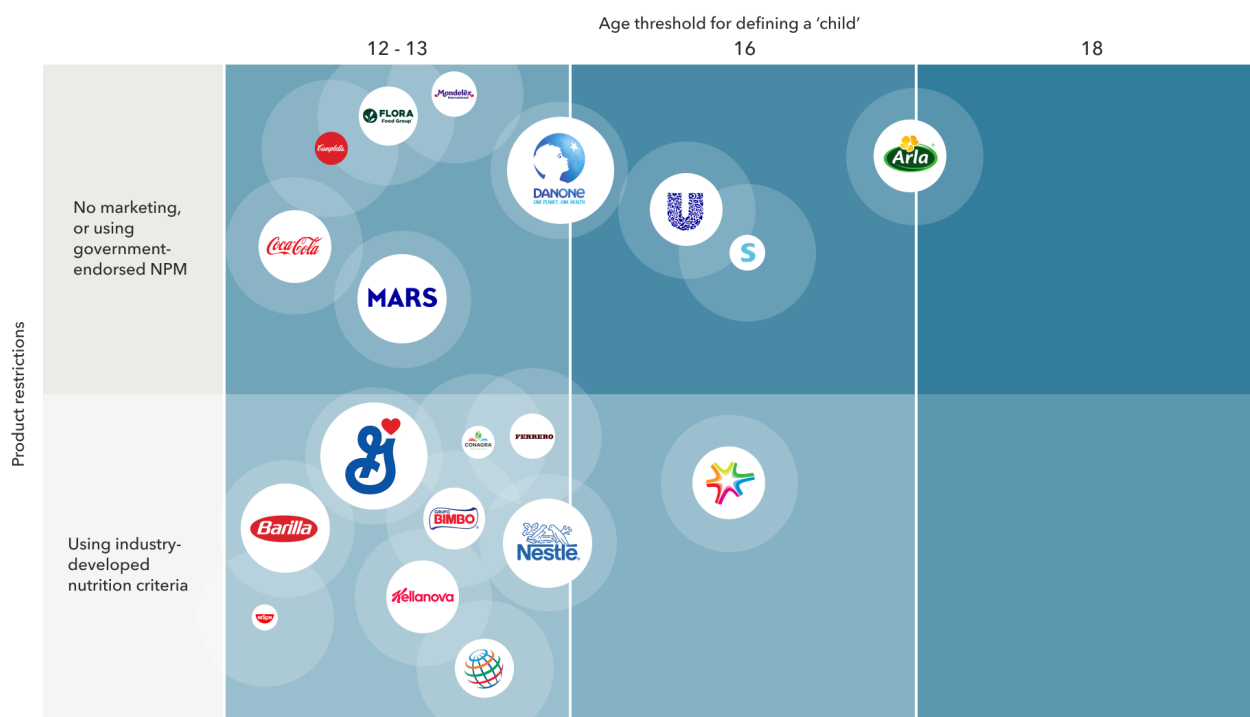 Age threshold for defining a ‘child’
12 - 13
16
18
Product restrictions
No marketing,
or using
government-
endorsed NPM
Campbells
FLORA
Food Group
Mondelēz
International
DANONE
ONE PLANET. ONE HEALTH
U
S
Arla
Coca-Cola
MARS
Using industry-
developed
nutrition criteria
G
CONAGRA
FERRERO
Barilla
GRUPO
BIMBO
Nestlé
Kellanova
NISSIN